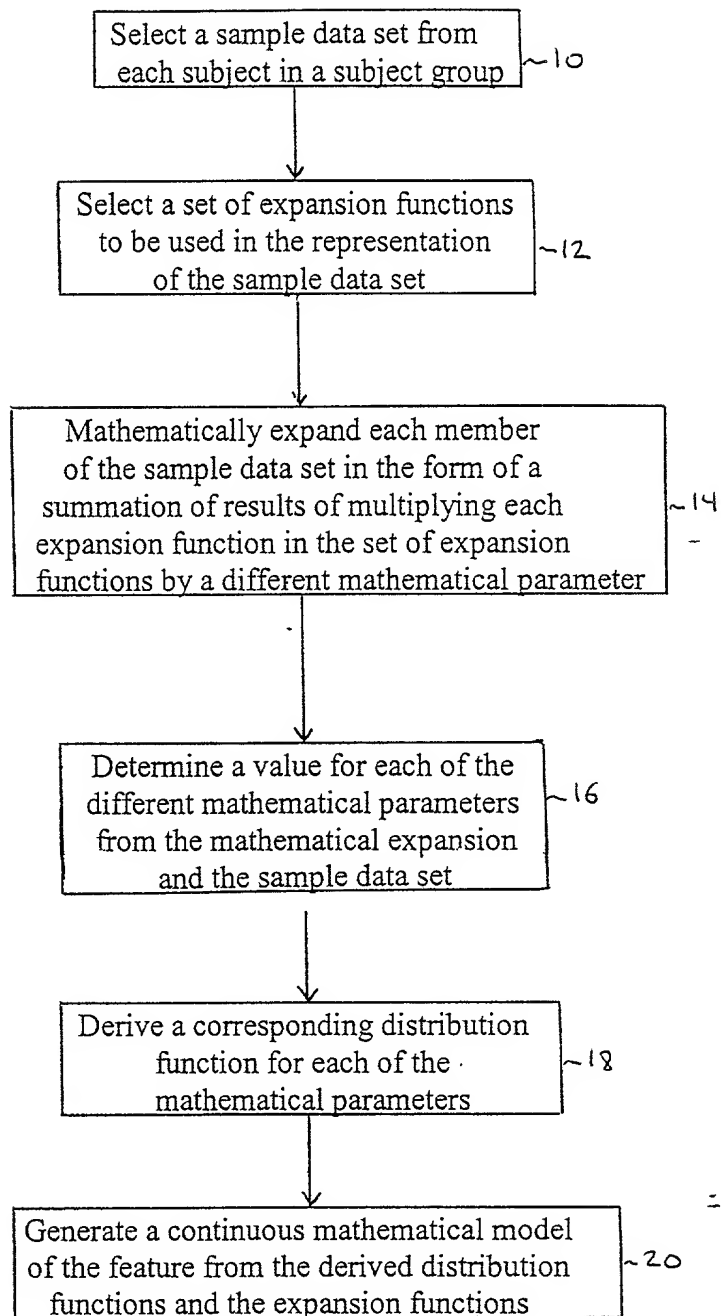 Select a sample data set from
each subject in a subject group
~10
Select a set of expansion functions
to be used in the representation
of the sample data set
~12
Mathematically expand each member
of the sample data set in the form of a
summation of results of multiplying each
expansion function in the set of expansion
functions by a different mathematical parameter
~14
Determine a value for each of the
different mathematical parameters
from the mathematical expansion
and the sample data set
~16
Derive a corresponding distribution
function for each of the
mathematical parameters
~18
Generate a continuous mathematical model
of the feature from the derived distribution
functions and the expansion functions
~20